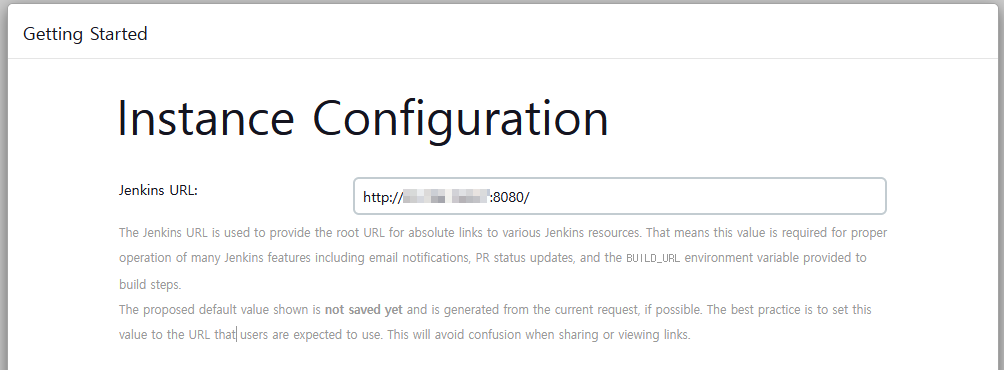 Getting Started
Instance Configuration
Jenkins URL:
http:// :8080/
The Jenkins URL is used to provide the root URL for absolute links to various Jenkins resources. That means this value is required for proper
operation of many Jenkins features including email notifications, PR status updates, and the BUILD_URL environment variable provided to
build steps.
The proposed default value shown is not saved yet and is generated from the current request, if possible. The best practice is to set this
value to the URL that users are expected to use. This will avoid confusion when sharing or viewing links.